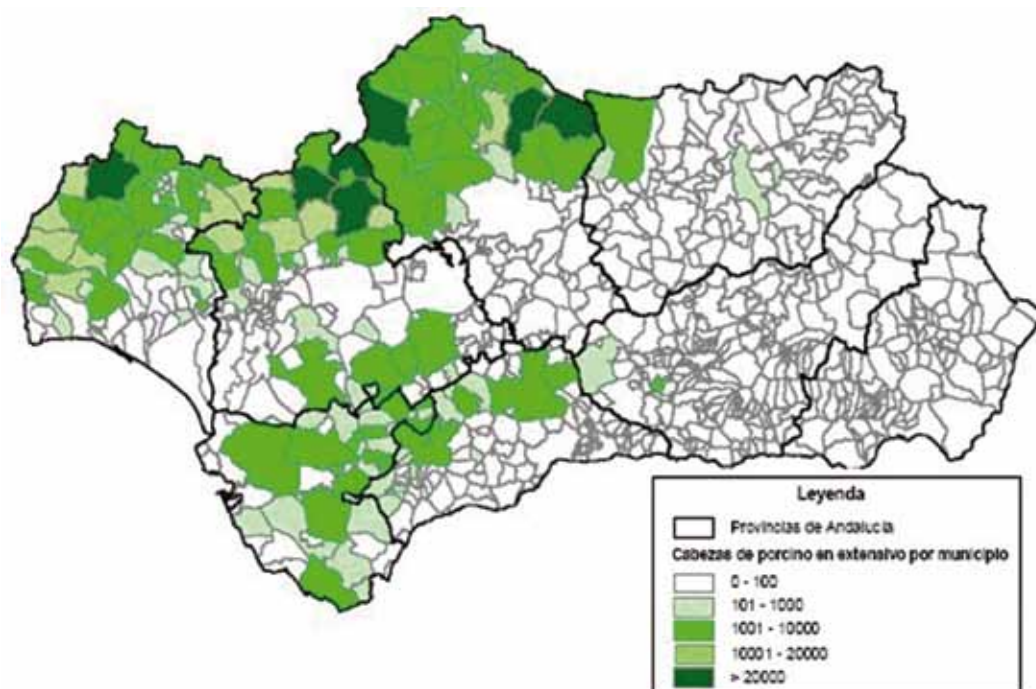 Leyenda
Provincias de Andalucía
Cabezas de porcino en extensivo por municipio
0 - 100
101 - 1000
1001 - 10000
10001 - 20000
> 20000